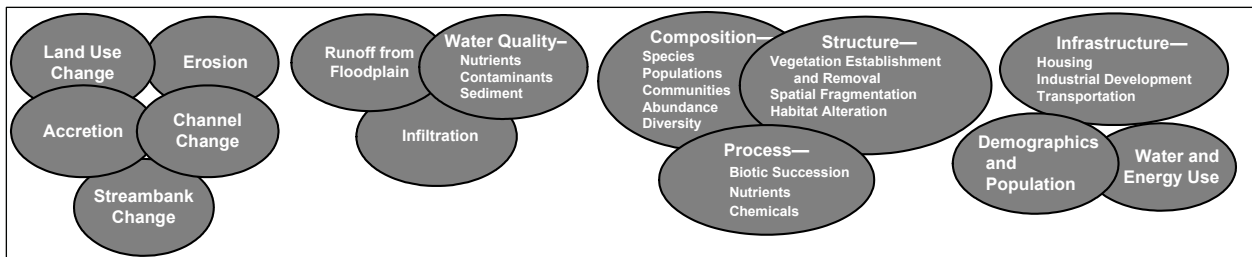 Land Use
Change
Erosion
Accretion
Channel
Change
Streambank
Change
Runoff from
Floodplain
Water Quality–
Nutrients
Contaminants
Sediment
Infiltration
Composition—
Species
Populations
Communities
Abundance
Diversity
Structure—
Vegetation Establishment
and Removal
Spatial Fragmentation
Habitat Alteration
Process—
Biotic Succession
Nutrients
Chemicals
Infrastructure—
Housing
Industrial Development
Transportation
Demographics
and
Population
Water and
Energy Use